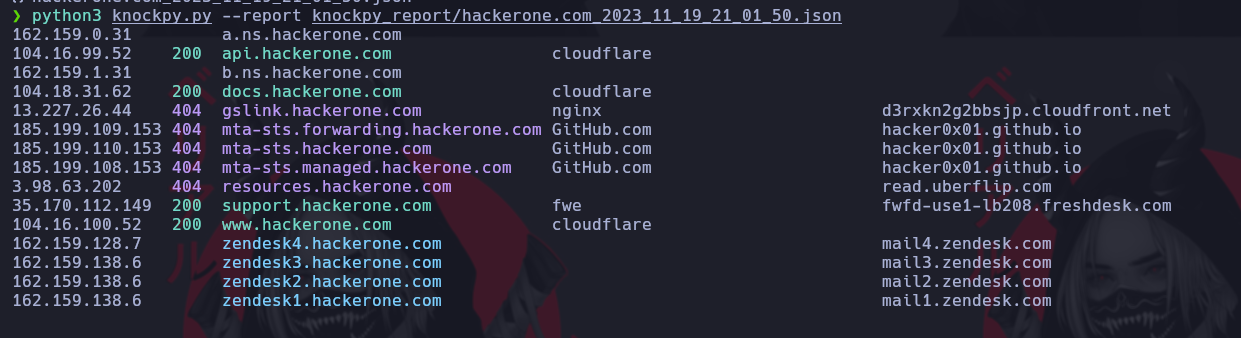 ❯ python3 knockpy.py --report knockpy_report/hackerone.com_2023_11_19_21_01_50.json
162.159.0.31 a.ns.hackerone.com
104.16.99.52 200 api.hackerone.com cloudflare
162.159.1.31 b.ns.hackerone.com
104.18.31.62 200 docs.hackerone.com cloudflare
13.227.26.44 404 gslink.hackerone.com nginx d3rxkn2g2bbsjp.cloudfront.net
185.199.109.153 404 mta-sts.forwarding.hackerone.com GitHub.com hacker0x01.github.io
185.199.110.153 404 mta-sts.hackerone.com GitHub.com hacker0x01.github.io
185.199.108.153 404 mta-sts.managed.hackerone.com GitHub.com hacker0x01.github.io
3.98.63.202 404 resources.hackerone.com read.uberflip.com
35.170.112.149 200 support.hackerone.com fwe fwfd-use1-lb208.freshdesk.com
104.16.100.52 200 www.hackerone.com cloudflare
162.159.128.7 zendesk4.hackerone.com mail4.zendesk.com
162.159.138.6 zendesk3.hackerone.com mail3.zendesk.com
162.159.138.6 zendesk2.hackerone.com mail2.zendesk.com
162.159.138.6 zendesk1.hackerone.com mail1.zendesk.com